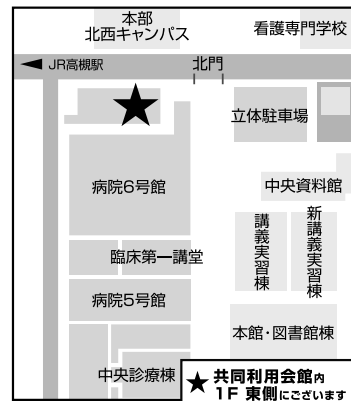 本部
北西キャンパス
看護専門学校
JR高槻駅
北門
立体駐車場
病院6号館
中央資料館
講義実習棟
新講義実習棟
臨床第一講堂
病院5号館
本館・図書館棟
中央診療棟
★ 共同利用会館内
1F 東側にございます